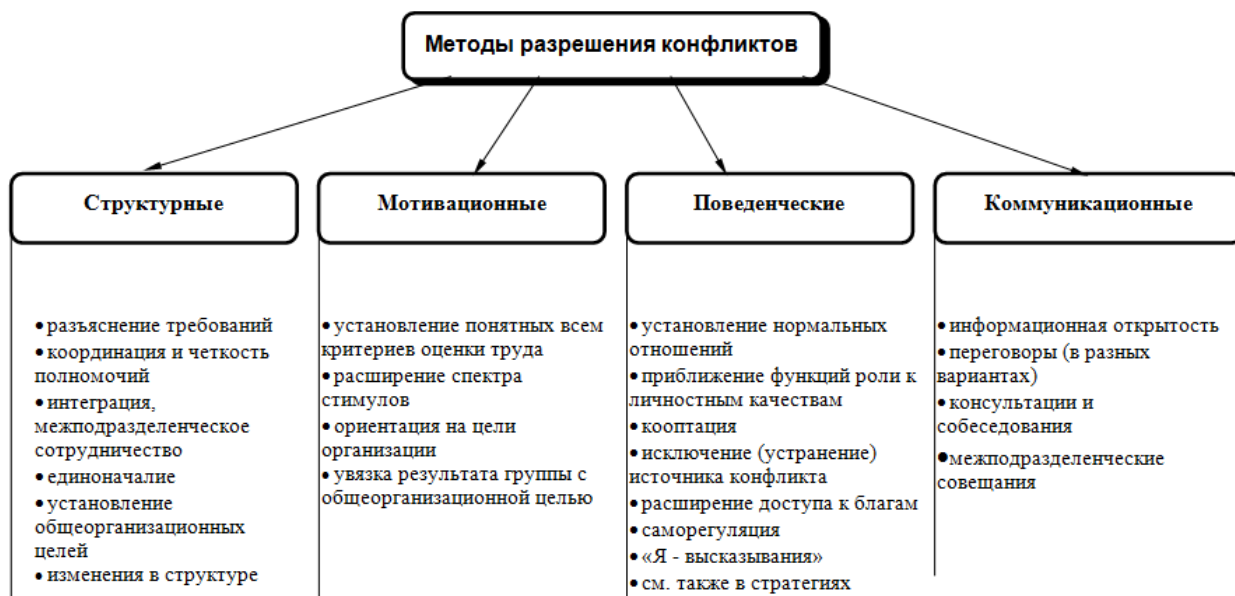 Методы разрешения конфликтов
Структурные
• разъяснение требований
• координация и четкость
полномочий
• интеграция,
межподразделенческое
сотрудничество
• единоначалие
• установление
общеорганизационных
целей
• изменения в структуре
Мотивационные
• установление понятных всем
критериев оценки труда
• расширение спектра
стимулов
• ориентация на цели
организации
• увязка результата группы с
общеорганизационной целью
Поведенческие
• установление нормальных
отношений
• приближение функций роли к
личностным качествам
• кооптация
• исключение (устранение)
источника конфликта
• расширение доступа к благам
• саморегуляция
• «Я - высказывания»
• см. также в стратегиях
Коммуникационные
• информационная открытость
• переговоры (в разных
вариантах)
• консультации и
собеседования
• межподразделенческие
совещания